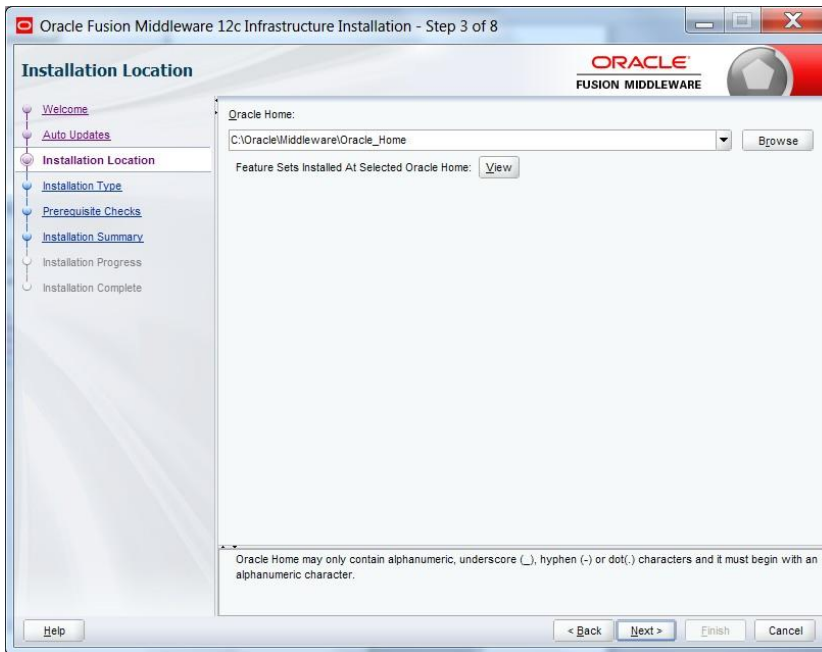 Oracle Fusion Middleware 12c Infrastructure Installation - Step 3 of 8
Installation Location
ORACLE
FUSION MIDDLEWARE
Welcome
Auto Updates
Installation Location
Installation Type
Prerequisite Checks
Installation Summary
Installation Progress
Installation Complete
Oracle Home:
C:\Oracle\Middleware\Oracle_Home
Browse
Feature Sets Installed At Selected Oracle Home: View
Oracle Home may only contain alphanumeric, underscore (_), hyphen (-) or dot(.) characters and it must begin with an
alphanumeric character.
Help
< Back
Next >
Finish
Cancel